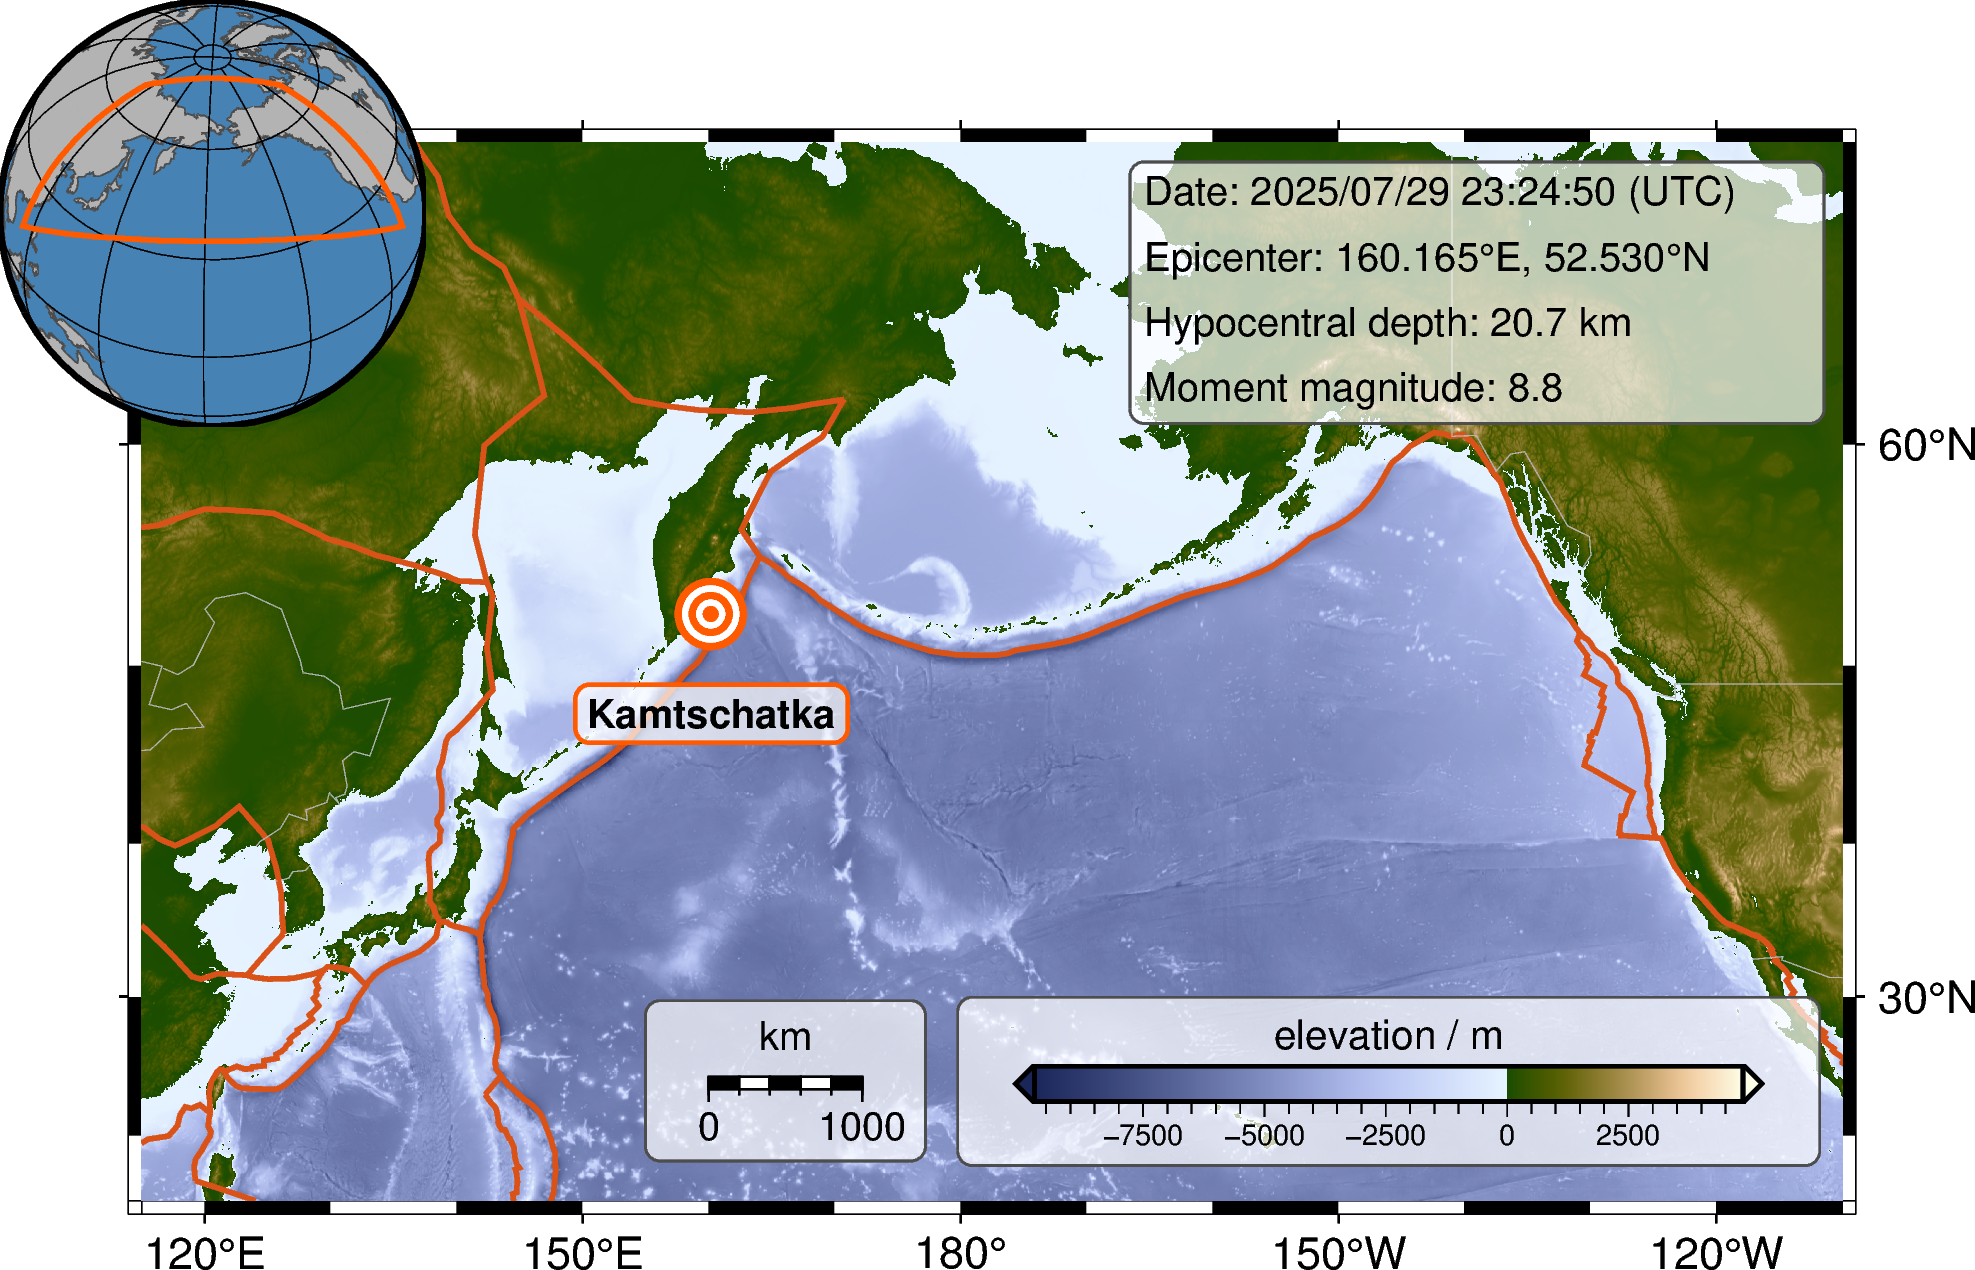 Date: 2025/07/29 23:24:50 (UTC)
Epicenter: 160.165°E, 52.530°N
Hypocentral depth: 20.7 km
Moment magnitude: 8.8
60°N
Kamtschatka
30°N
km
0 1000
elevation / m
−7500 −5000 −2500 0 2500
120°E 150°E 180° 150°W 120°W